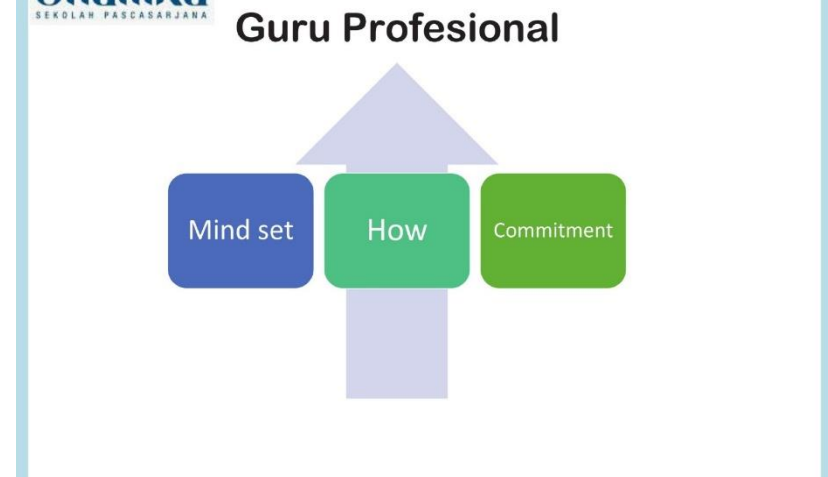 SEKOLAH PASCASARJANA
Guru Profesional
Mind set
How
Commitment